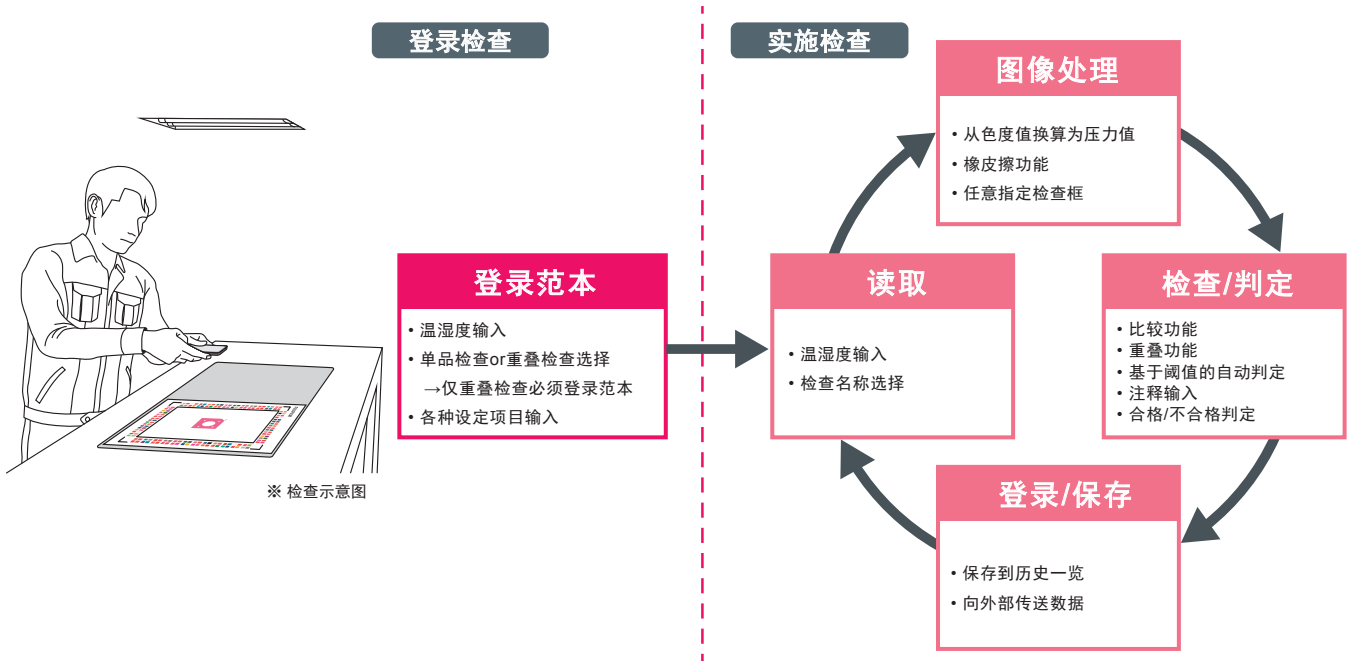 登录检查
登录范本
• 温湿度输入
• 单品检查or重叠检查选择
→仅重叠检查必须登录范本
• 各种设定项目输入
※ 检查示意图
实施检查
读取
• 温湿度输入
• 检查名称选择
图像处理
• 从色度值换算为压力值
• 橡皮擦功能
• 任意指定检查框
检查/判定
• 比较功能
• 重叠功能
• 基于阈值的自动判定
• 注释输入
• 合格/不合格判定
登录/保存
• 保存到历史一览
• 向外部传送数据